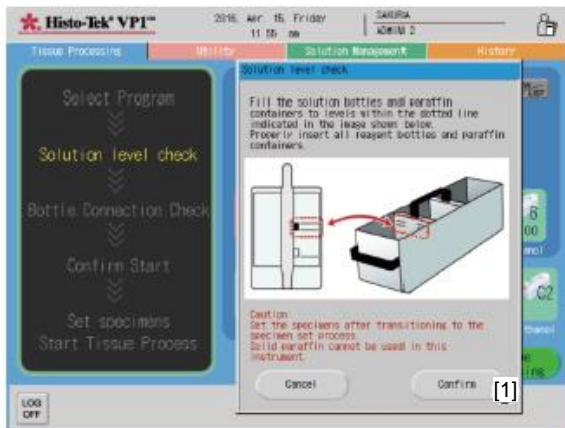 Histo-Tek® VP1™
2016, Apr. 15, Friday
11 55 am
SAKURA
ADMIN 2
Tissue Processing
Utility
Solution Management
History
Select Program
Solution level check
Bottle Connection Check
Confirm Start
Set specimens
Start Tissue Process
Solution level check
Fill the solution bottles and paraffin
containers to levels within the dotted line
indicated in the image shown below.
Properly insert all reagent bottles and paraffin
containers.
Caution:
Set the specimens after transitioning to the
specimen set process.
Solid paraffin cannot be used in this
instrument.
Cancel
Confirm
[1]
6
00
C2
LOG
OFF